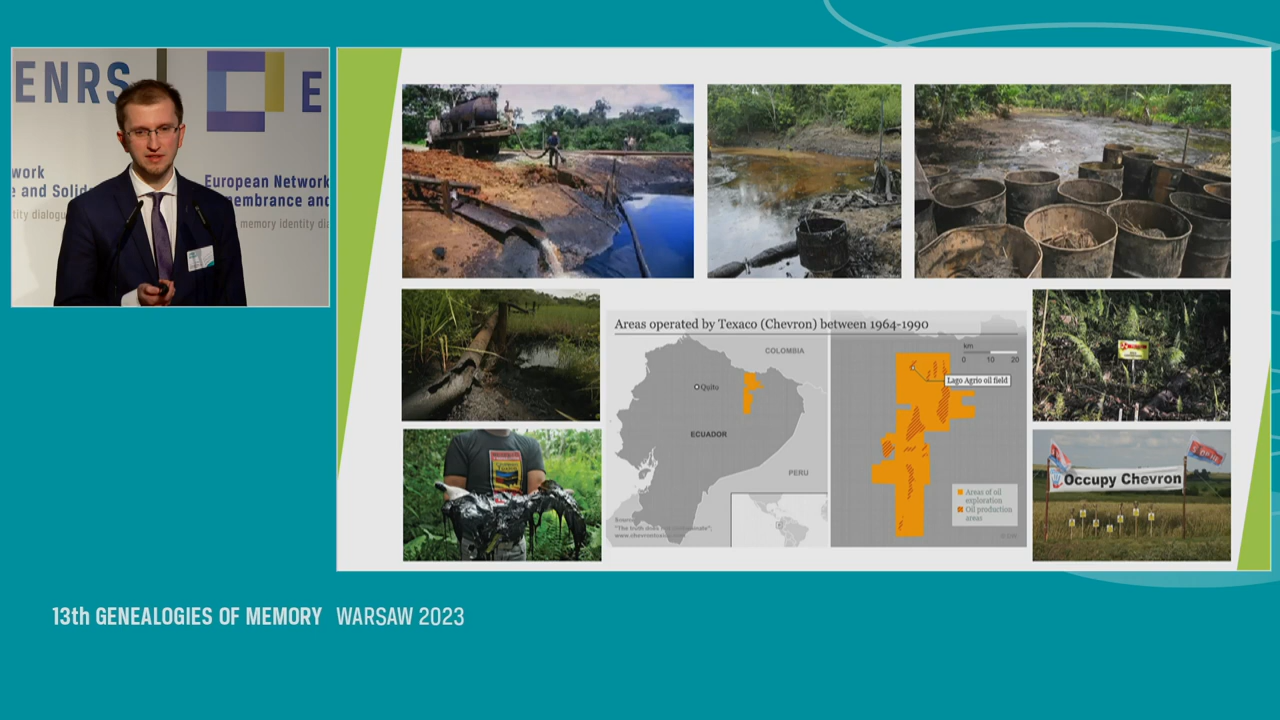 ENRS
E
work
e and Solid
tity dialogu
European Network
membrance and
memory identity dia
Areas operated by Texaco (Chevron) between 1964-1990
COLOMBIA
Quito
ECUADOR
PERU
km
0 10 20
Lago Agrio oil field
Areas of oil
exploration
Oil production
areas
Occupy Chevron
13th GENEALOGIES OF MEMORY WARSAW 2023